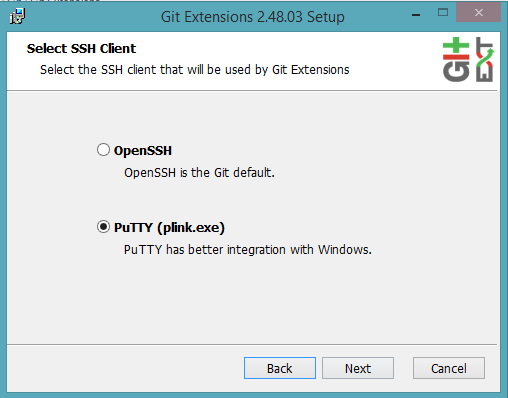 Git Extensions 2.48.03 Setup
Select SSH Client
Select the SSH client that will be used by Git Extensions
GIT
EXT
OpenSSH
OpenSSH is the Git default.
PuTTY (plink.exe)
PuTTY has better integration with Windows.
Back
Next
Cancel